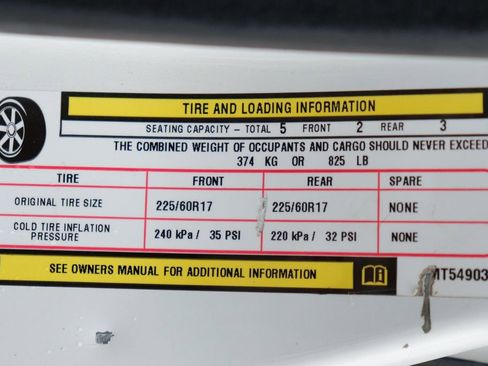 TIRE AND LOADING INFORMATION
SEATING CAPACITY – TOTAL 5 FRONT 2 REAR 3
THE COMBINED WEIGHT OF OCCUPANTS AND CARGO SHOULD NEVER EXCEED
374 KG OR 825 LB
TIRE FRONT REAR SPARE
ORIGINAL TIRE SIZE 225/60R17 225/60R17 NONE
COLD TIRE INFLATION PRESSURE 240 kPa / 35 PSI 220 kPa / 32 PSI NONE
SEE OWNERS MANUAL FOR ADDITIONAL INFORMATION